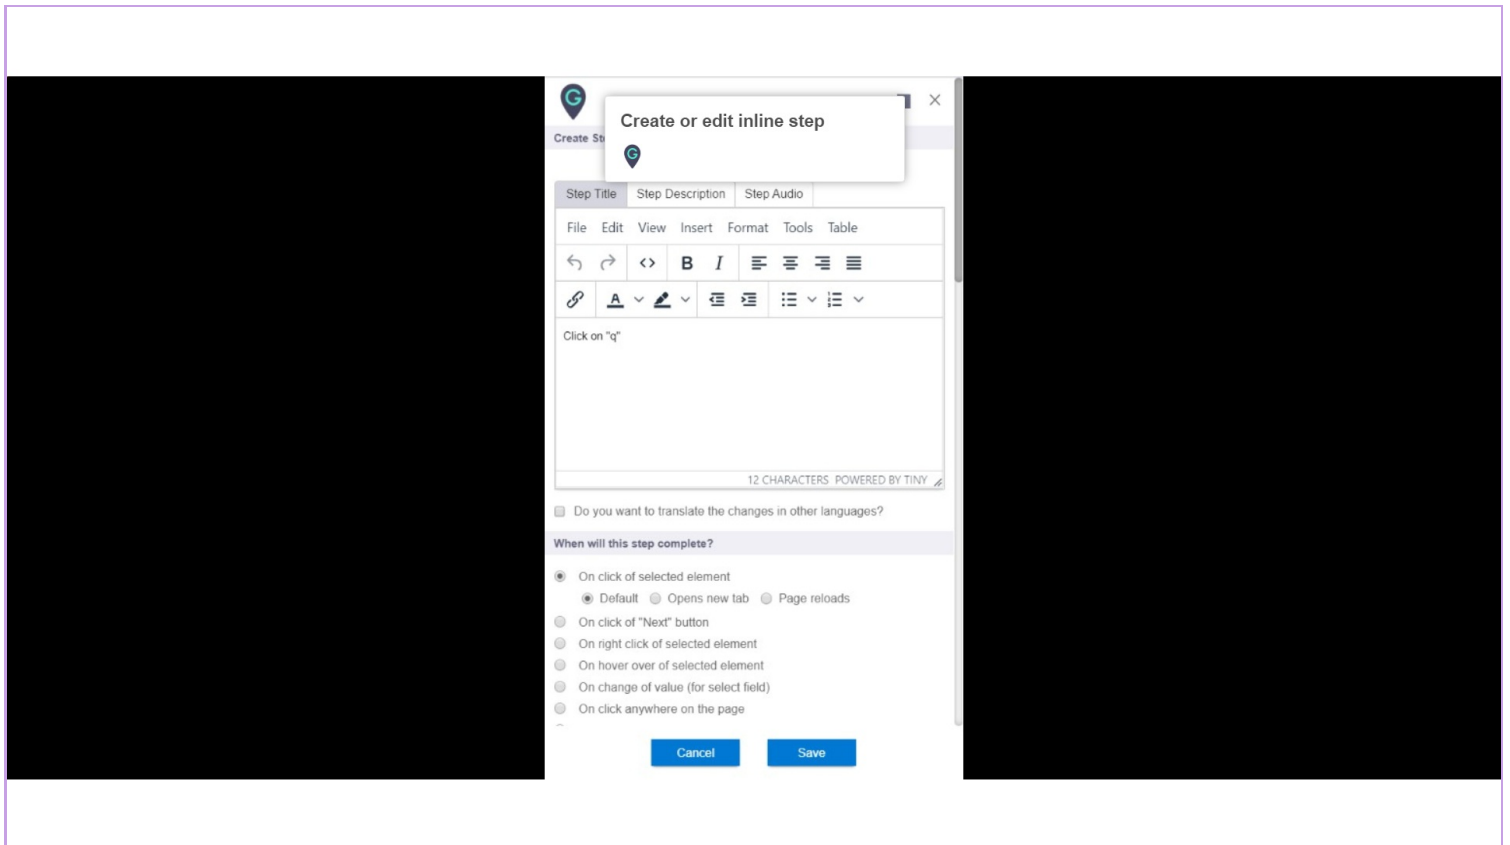 Create or edit inline step
Step Title Step Description Step Audio
File Edit View Insert Format Tools Table
B I
A
Click on "q"
12 CHARACTERS POWERED BY TINY
Do you want to translate the changes in other languages?
When will this step complete?
On click of selected element
Default Opens new tab Page reloads
On click of "Next" button
On right click of selected element
On hover over of selected element
On change of value (for select field)
On click anywhere on the page
Cancel Save